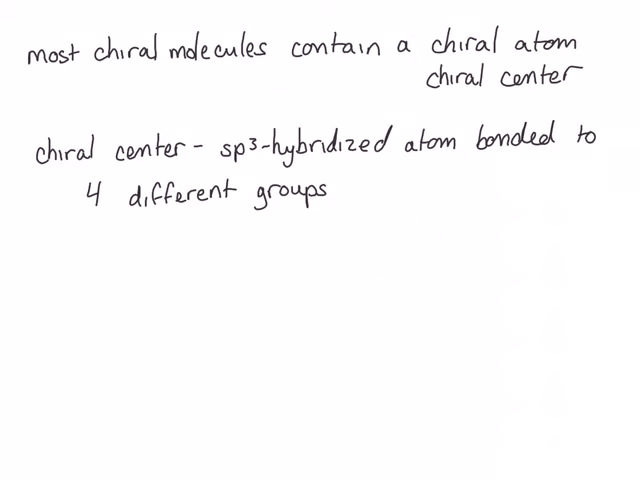 most chiral molecules contain a chiral atom
chiral center
chiral center - sp³-hybridized atom bonded to
4 different groups